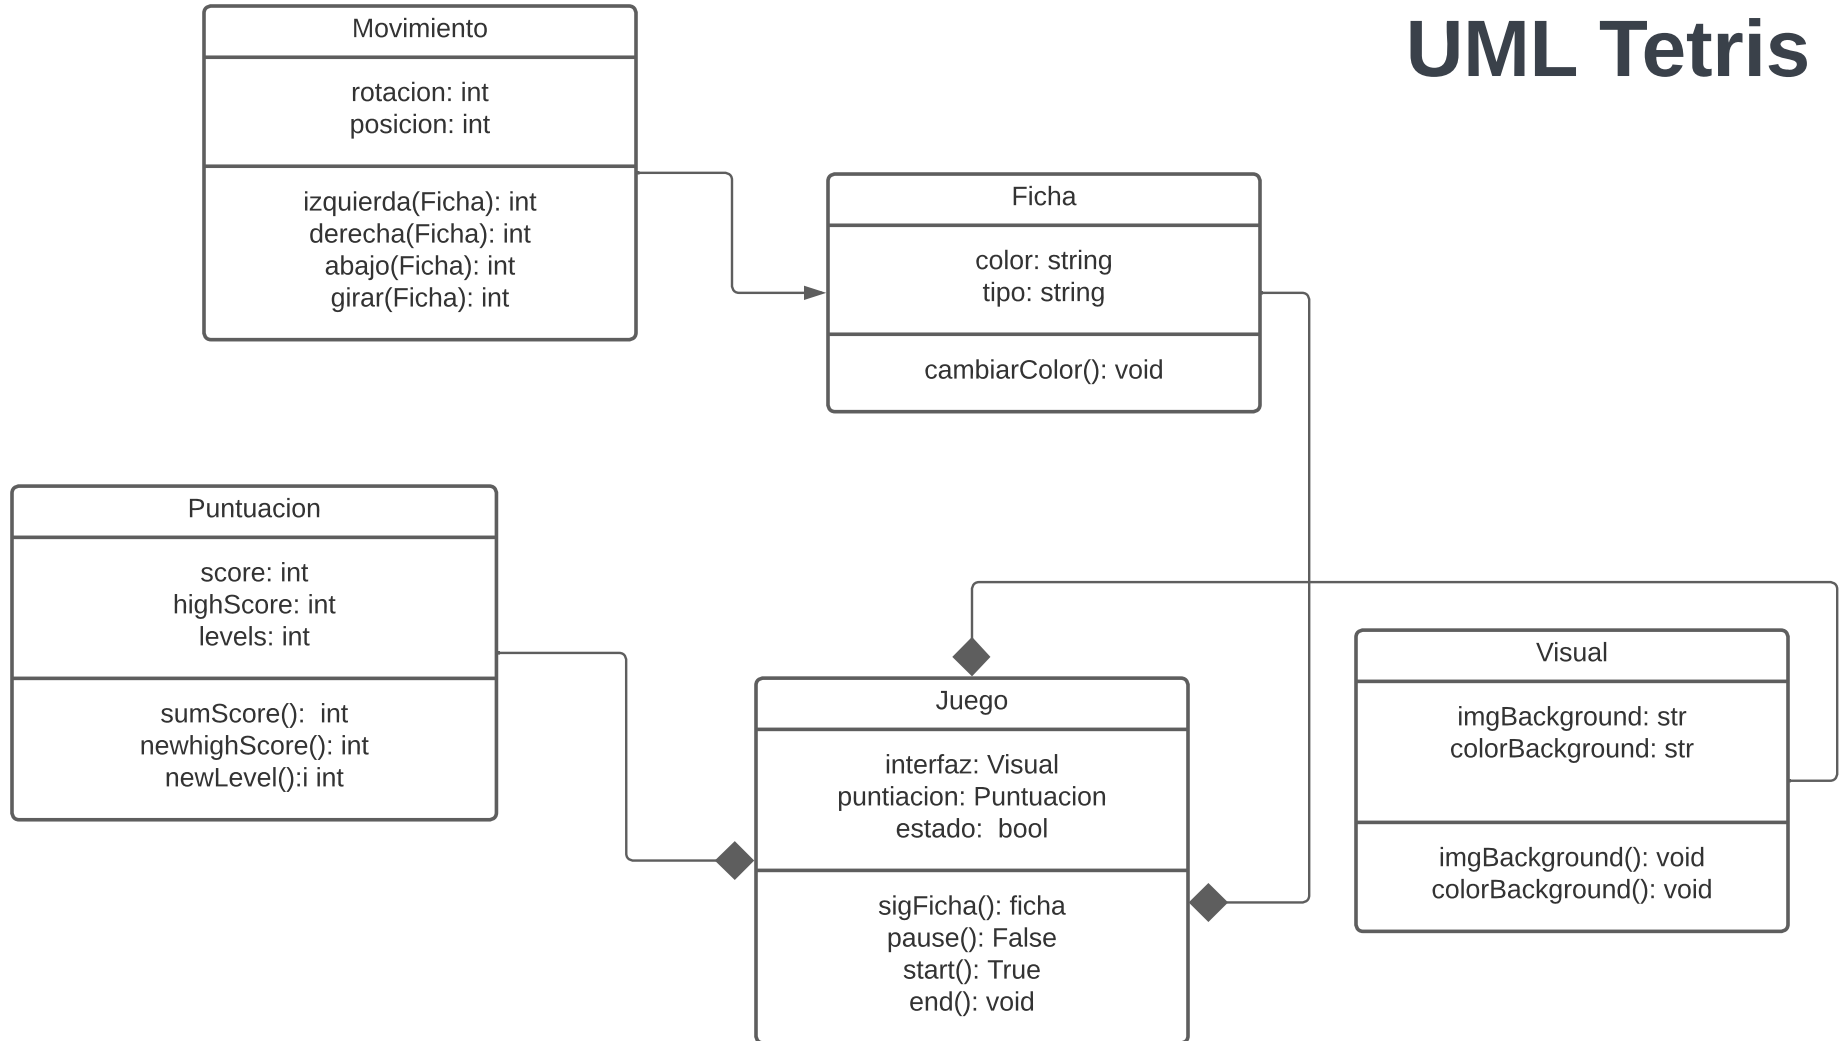 UML Tetris
Movimiento
rotacion: int
posicion: int
izquierda(Ficha): int
derecha(Ficha): int
abajo(Ficha): int
girar(Ficha): int
Ficha
color: string
tipo: string
cambiarColor(): void
Puntuacion
score: int
highScore: int
levels: int
sumScore():  int
newhighScore(): int
newLevel():i int
Juego
interfaz: Visual
puntiacion: Puntuacion
estado:  bool
sigFicha(): ficha
pause(): False
start(): True
end(): void
Visual
imgBackground: str
colorBackground: str
imgBackground(): void
colorBackground(): void